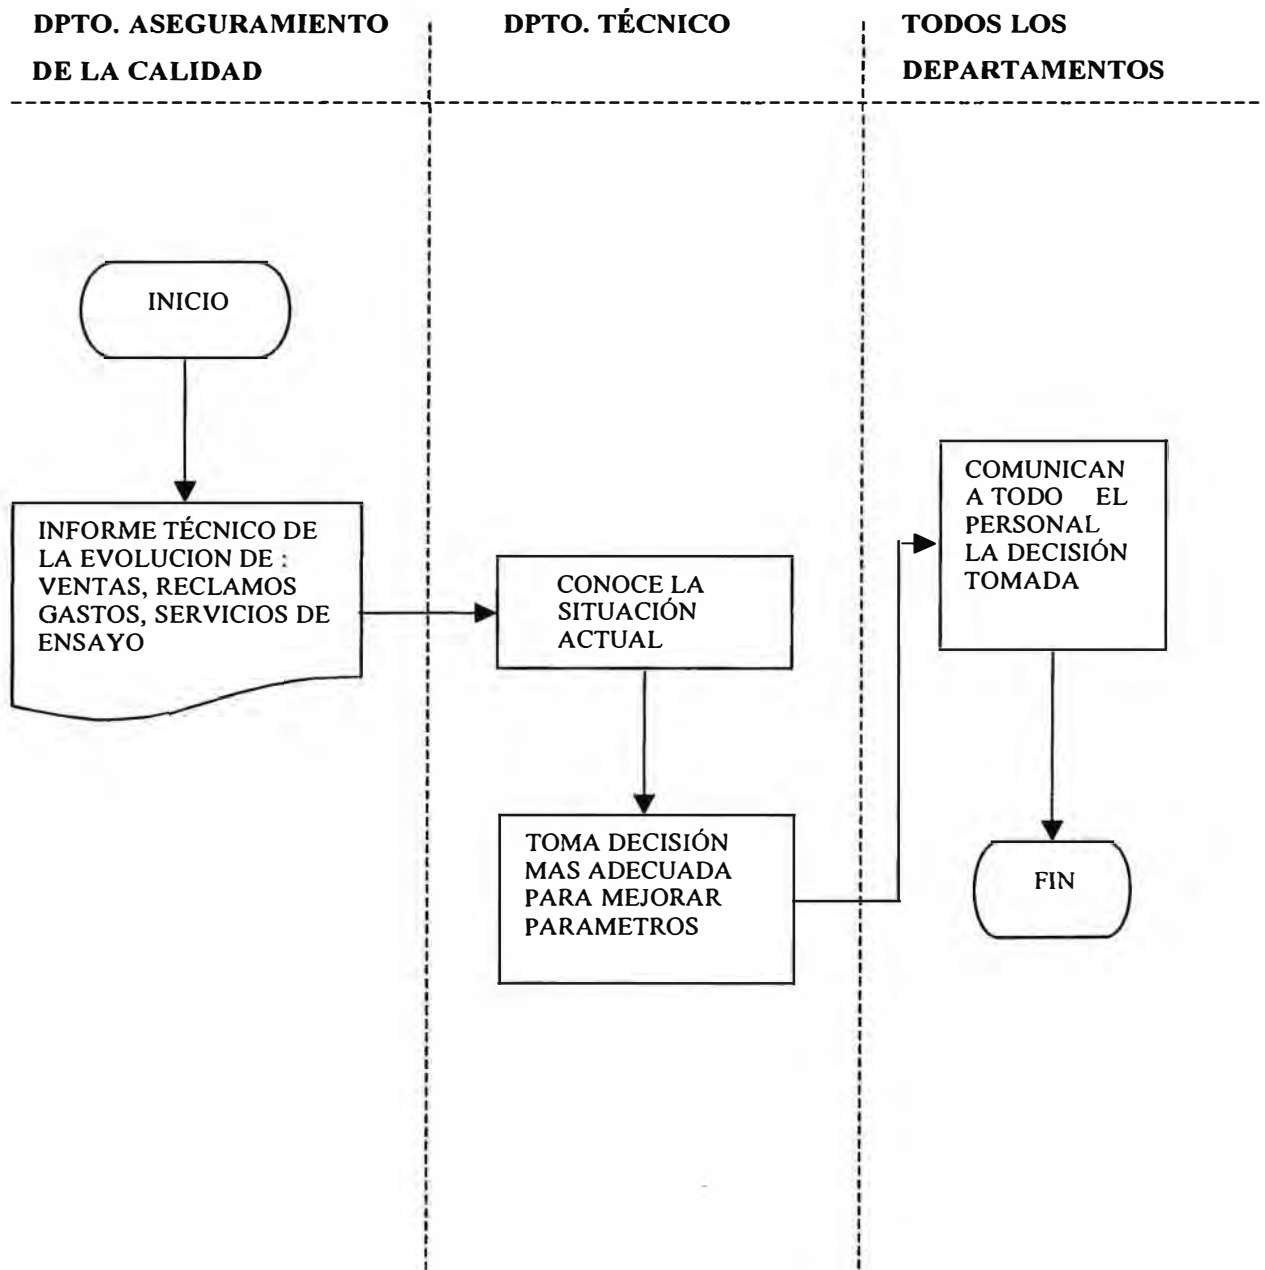 DPTO. ASEGURAMIENTO
DE LA CALIDAD
DPTO. TÉCNICO
TODOS LOS
DEPARTAMENTOS
INICIO
INFORME TÉCNICO DE
LA EVOLUCION DE :
VENTAS, RECLAMOS
GASTOS, SERVICIOS DE
ENSAYO
CONOCE LA
SITUACIÓN
ACTUAL
TOMA DECISIÓN
MAS ADECUADA
PARA MEJORAR
PARAMETROS
COMUNICAN
A TODO EL
PERSONAL
LA DECISIÓN
TOMADA
FIN